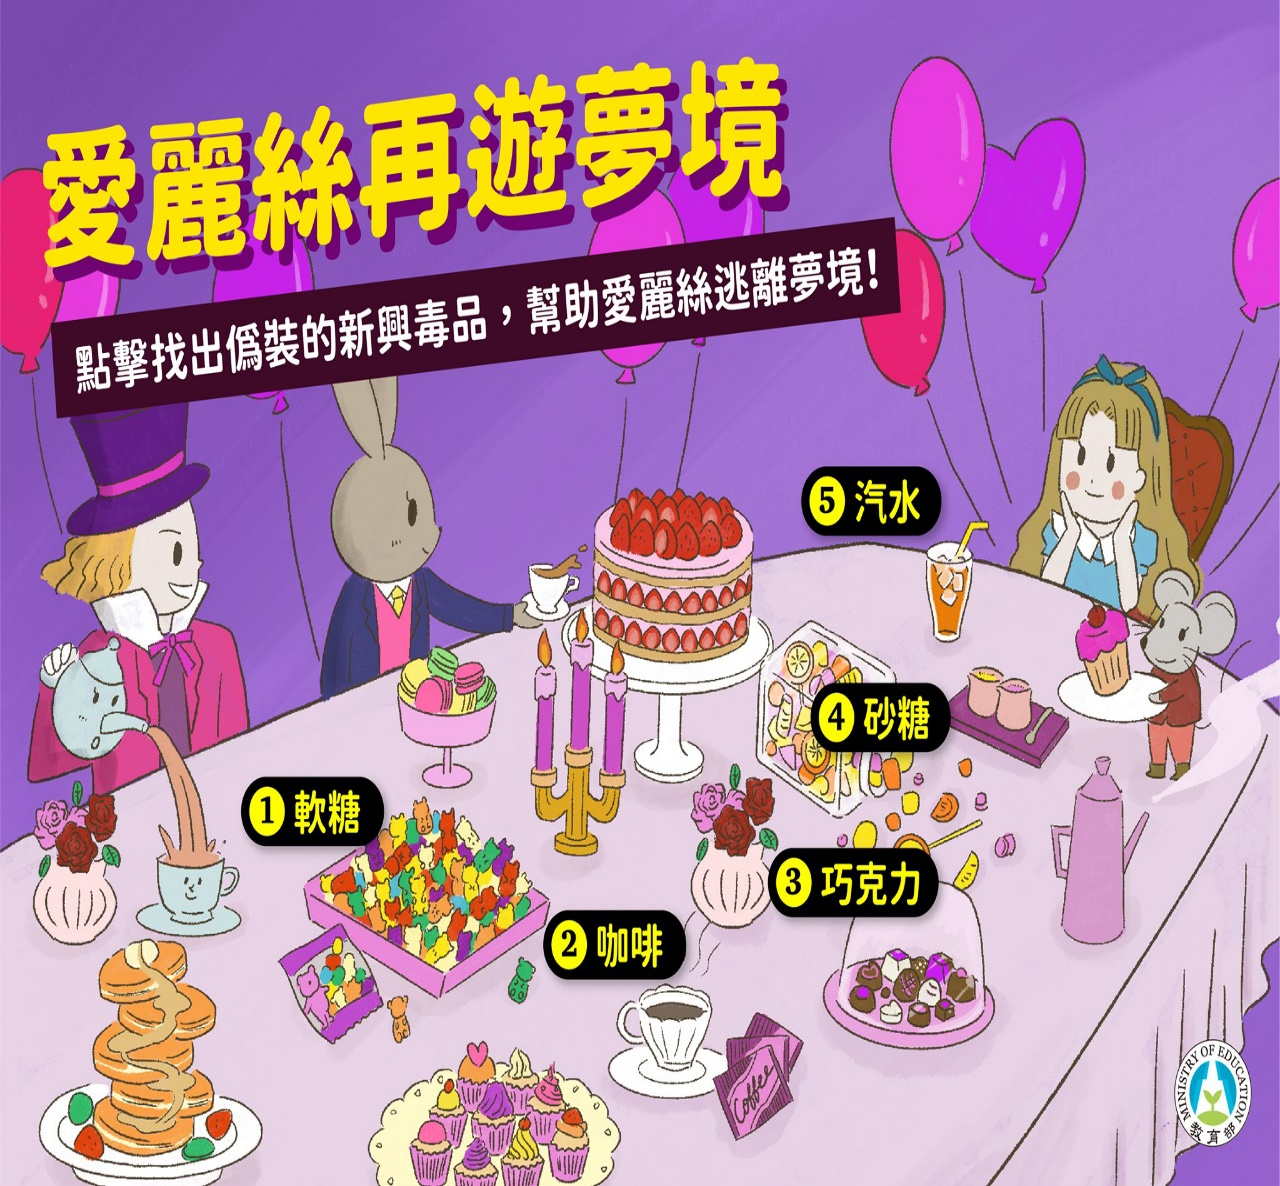 愛麗絲再遊夢境
點擊找出偽裝的新興毒品，幫助愛麗絲逃離夢境!
5 汽水
4 砂糖
1 軟糖
3 巧克力
2 咖啡
Coffee
MINISTRY OF EDUCATION
教育部